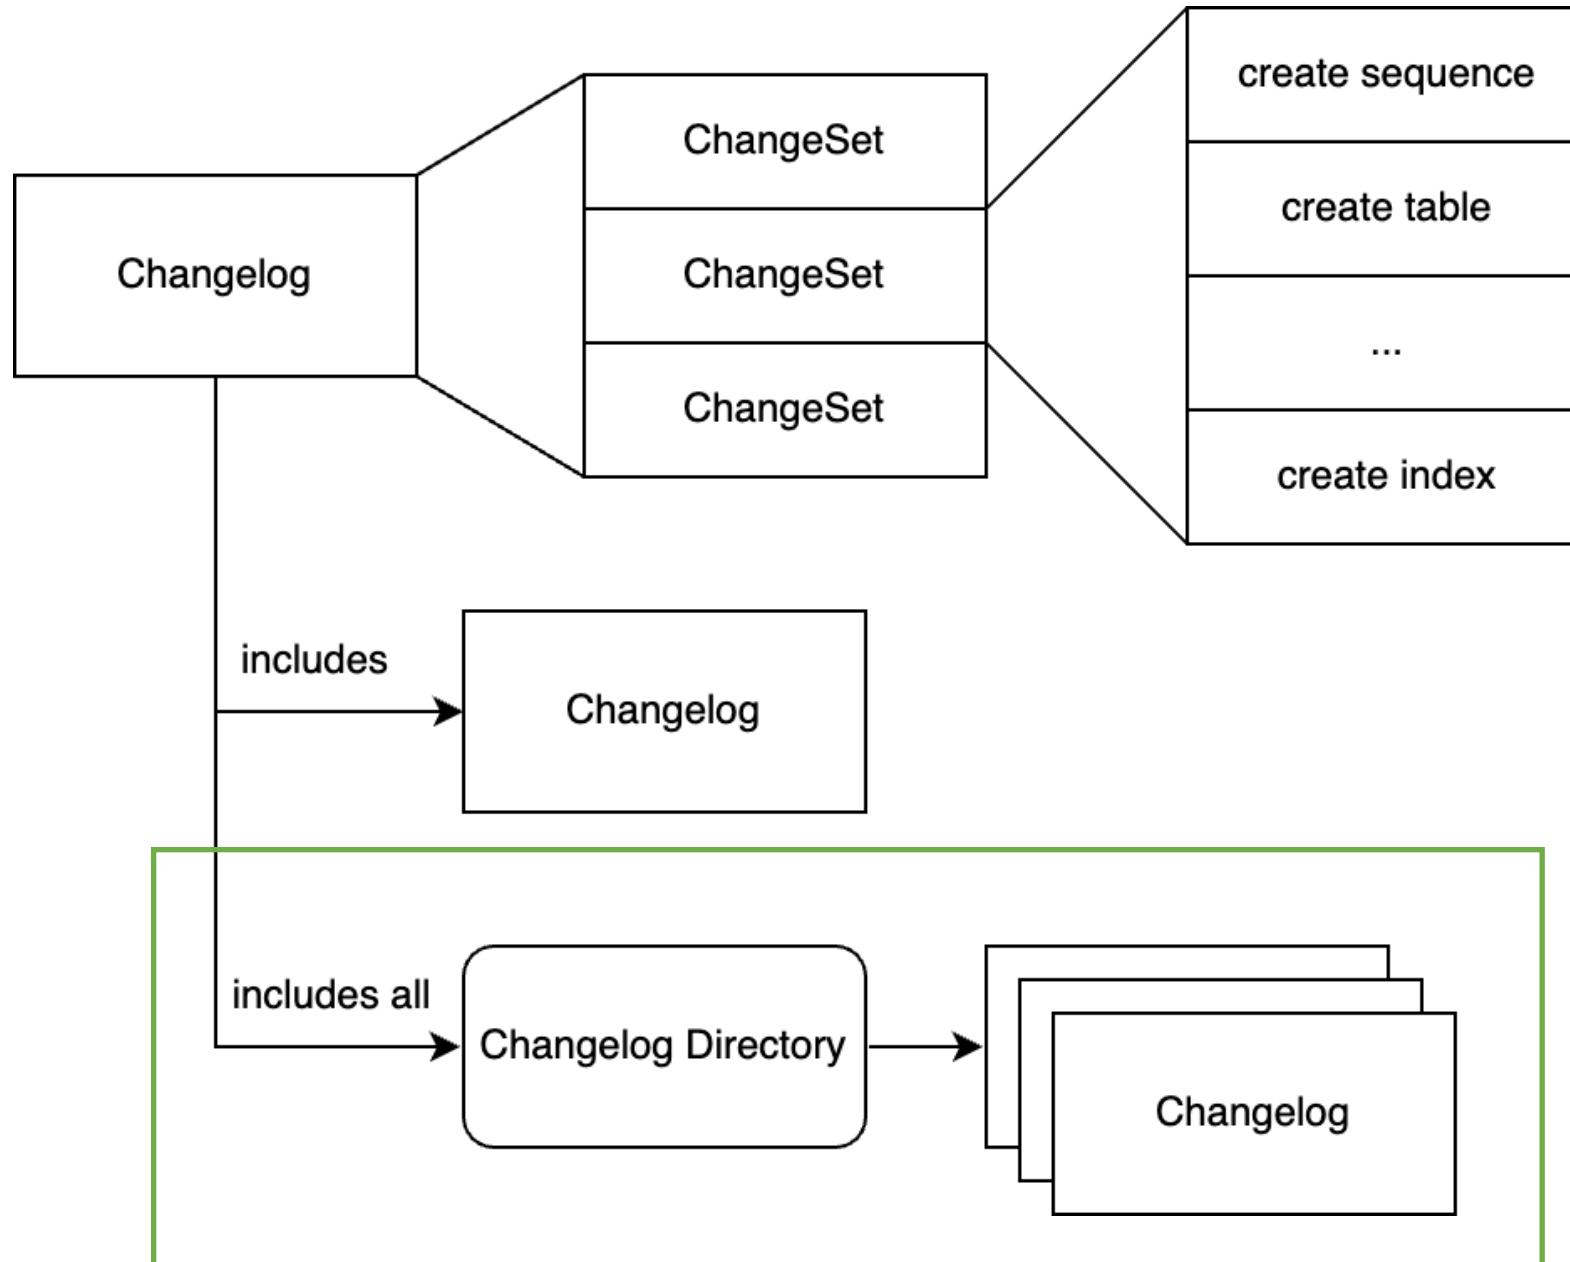 Changelog
ChangeSet
ChangeSet
ChangeSet
create sequence
create table
...
create index
includes
Changelog
includes all
Changelog Directory
Changelog